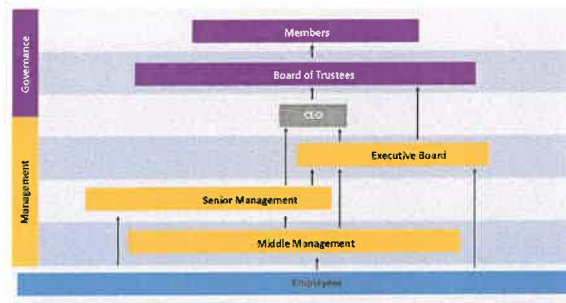 Governance
Members
Board of Trustees
CEO
Management
Executive Board
Senior Management
Middle Management
Employees